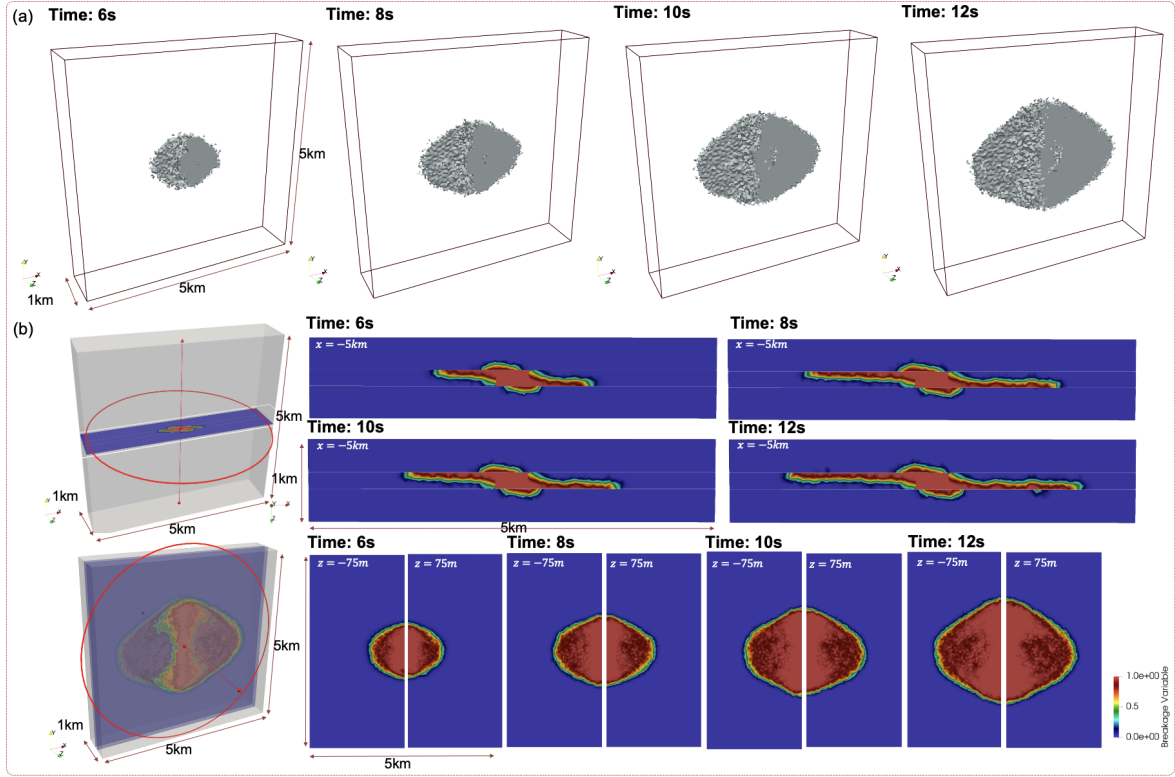 (a)
Time: 6s
Time: 8s
Time: 10s
Time: 12s
5km
5km
1km
Y
X
Z
Y
X
Z
Y
X
Z
Y
X
Z
(b)
Time: 6s
Time: 8s
x = −5km
x = −5km
5km
Time: 10s
Time: 12s
x = −5km
x = −5km
1km
1km
5km
5km
Y
Z
Y
X
Z
Time: 6s
Time: 8s
Time: 10s
Time: 12s
z = −75m
z = 75m
z = −75m
z = 75m
z = −75m
z = 75m
z = −75m
z = 75m
5km
1km
5km
5km
Y
X
Z
1.0e+00
0.5
0.0e+00
Breakage Variable